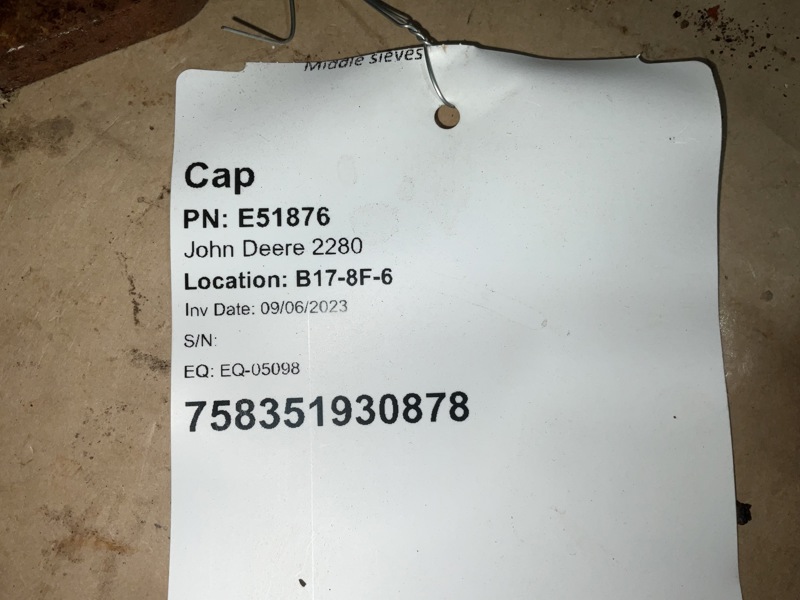 Middle sieves
Cap
PN: E51876
John Deere 2280
Location: B17-8F-6
Inv Date: 09/06/2023
S/N:
EQ: EQ-05098
758351930878